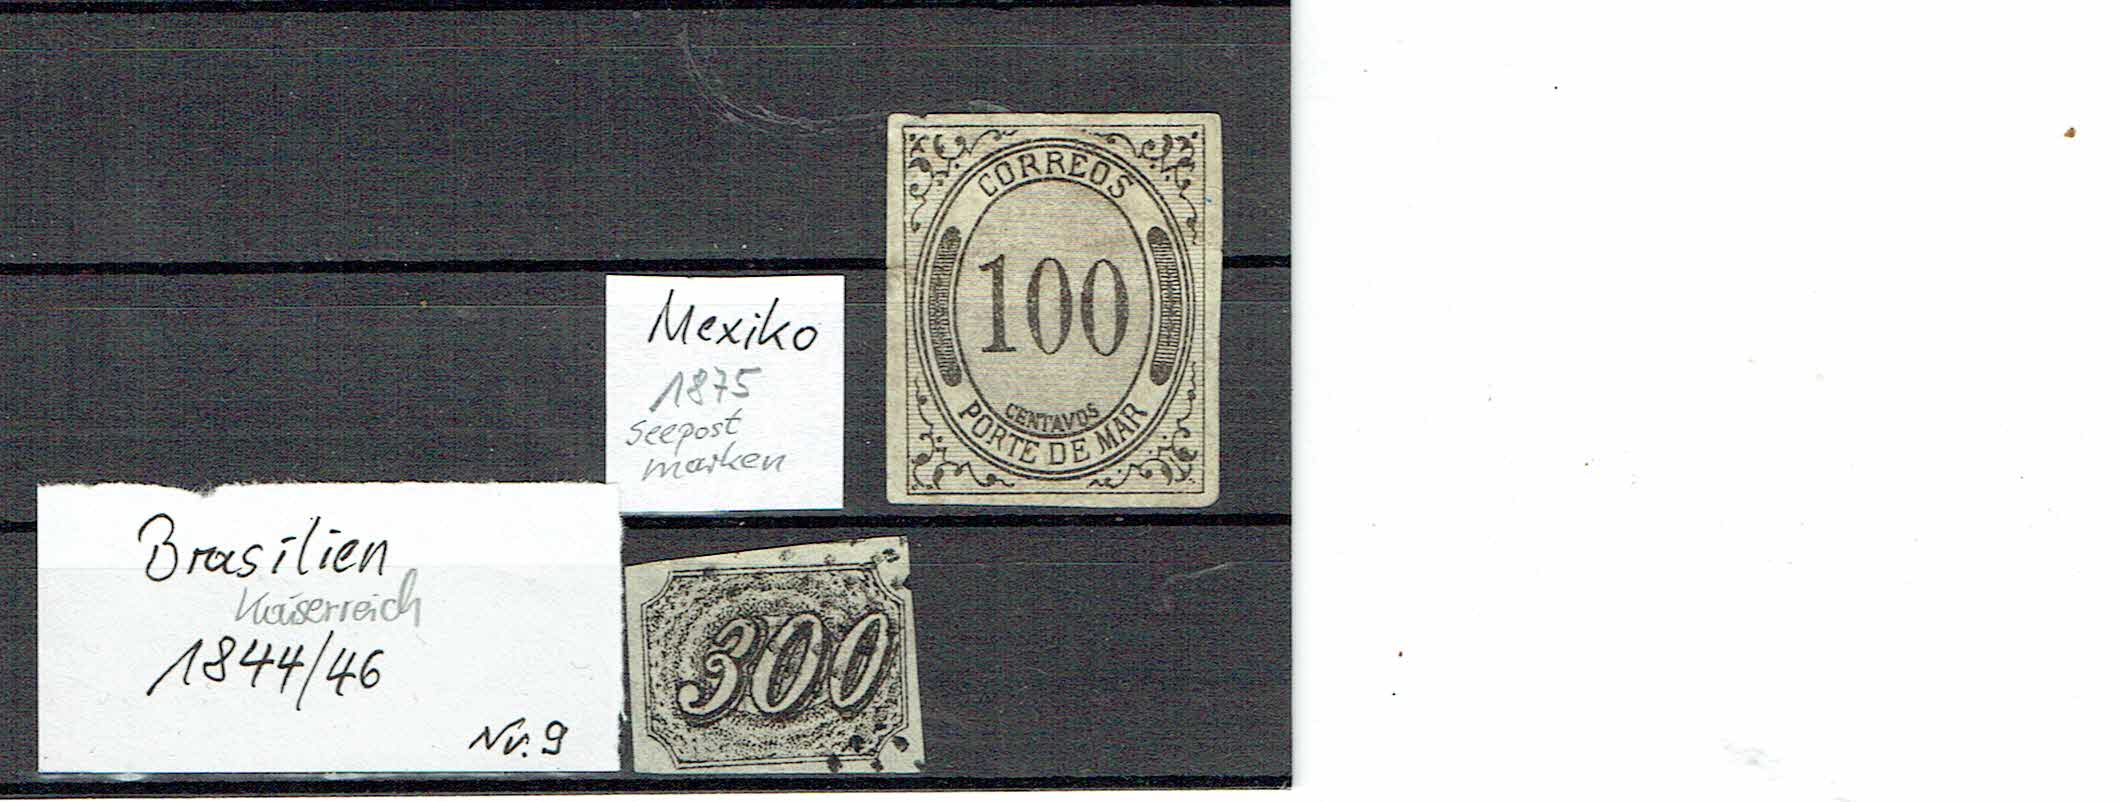 CORREOS
100
CENTAVOS
PORTE DE MAR
Mexiko
1875
Seepost
marken
Brasilien
Kaiserreich
1844/46
Nr. 9
300